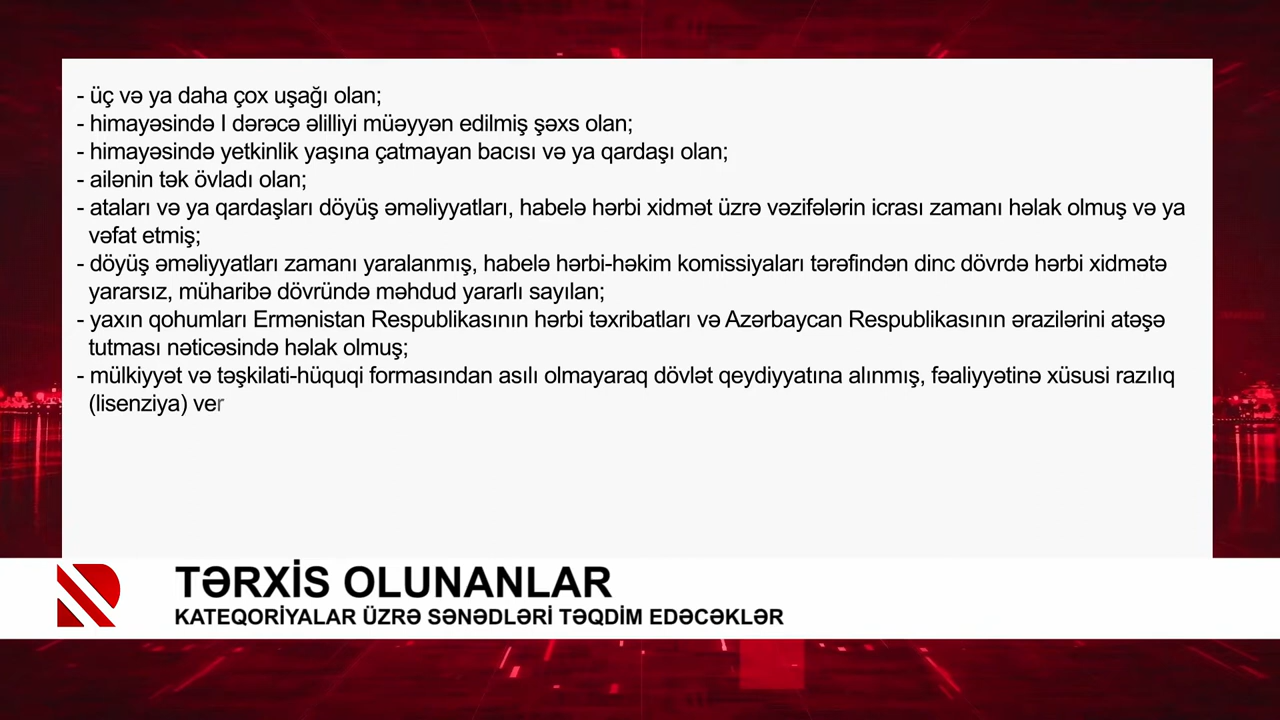 - üç və ya daha çox uşağı olan;
- himayəsində I dərəcə əlilliyi müəyyən edilmiş şəxs olan;
- himayəsində yetkinlik yaşına çatmayan bacısı və ya qardaşı olan;
- ailənin tək övladı olan;
- ataları və ya qardaşları döyüş əməliyyatları, habelə hərbi xidmət üzrə vəzifələrin icrası zamanı həlak olmuş və ya
vəfat etmiş;
- döyüş əməliyyatları zamanı yaralanmış, habelə hərbi-həkim komissiyaları tərəfindən dinc dövrdə hərbi xidmətə
yararsız, müharibə dövründə məhdud yararlı sayılan;
- yaxın qohumları Ermənistan Respublikasının hərbi təxribatları və Azərbaycan Respublikasının ərazilərini atəşə
tutması nəticəsində həlak olmuş;
- mülkiyyət və təşkilati-hüquqi formasından asılı olmayaraq dövlət qeydiyyatına alınmış, fəaliyyətinə xüsusi razılıq
(lisenziya) ver
TƏRXİS OLUNANLAR
KATEQORİYALAR ÜZRƏ SƏNƏDLƏRİ TƏQDİM EDƏCƏKLƏR